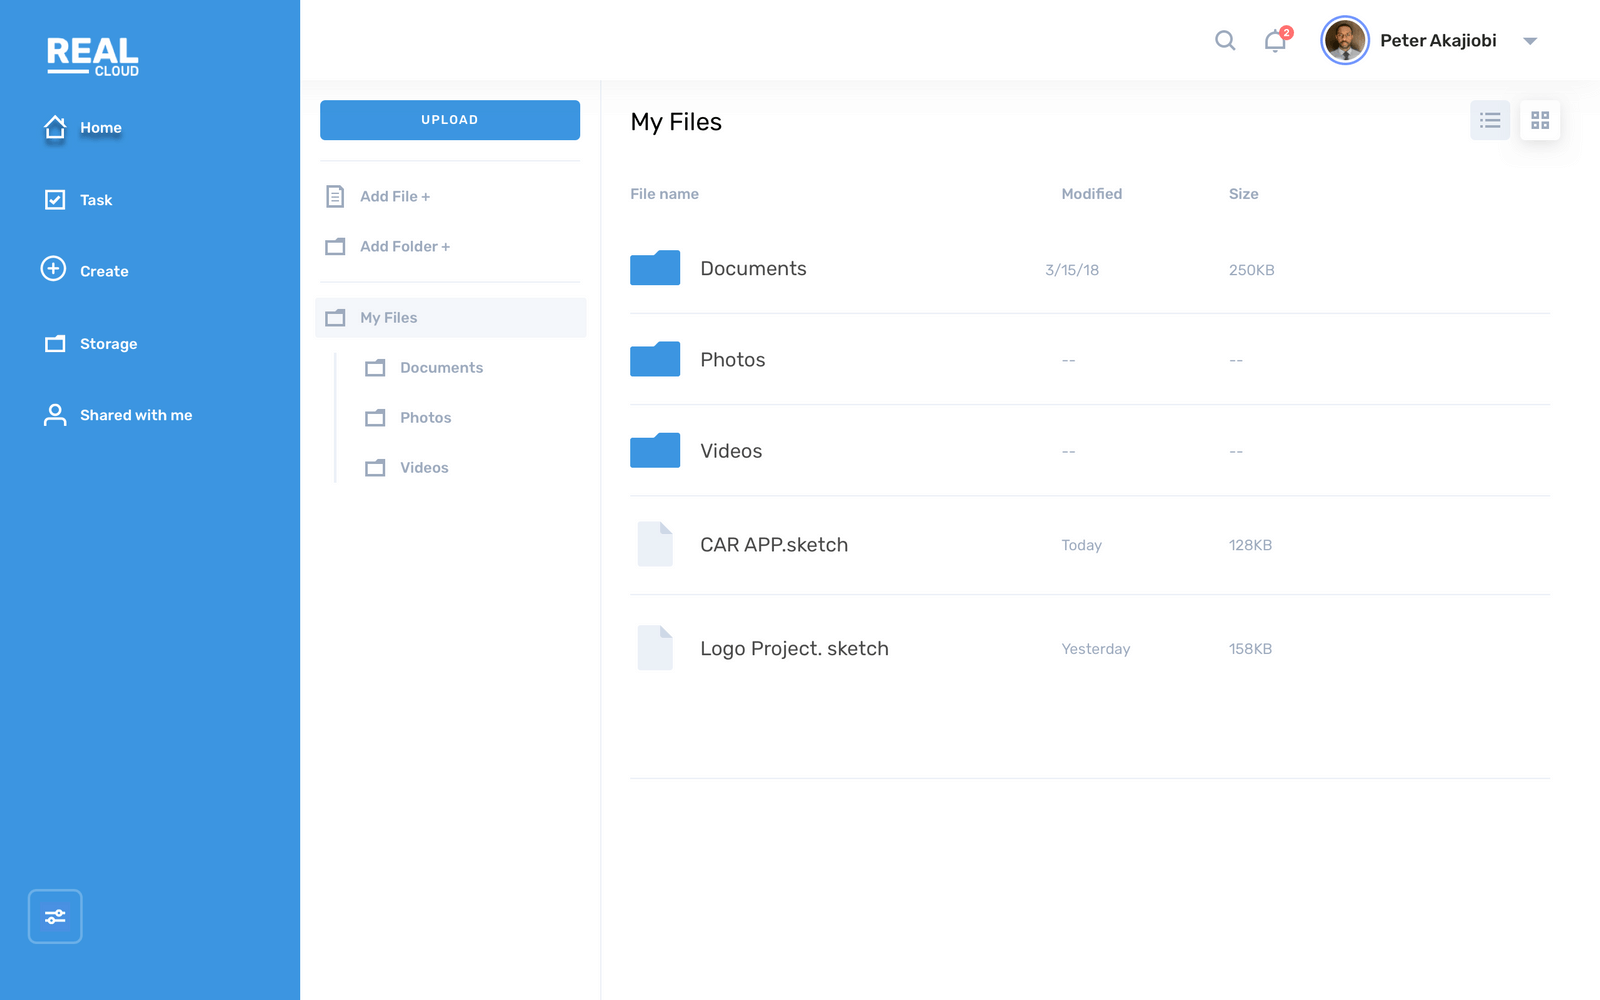 REAL
CLOUD
Home
Task
Create
Storage
Shared with me
2
Peter Akajiobi
UPLOAD
Add File +
Add Folder +
My Files
Documents
Photos
Videos
My Files
File name Modified Size
Documents 3/15/18 250KB
Photos -- --
Videos -- --
CAR APP.sketch Today 128KB
Logo Project. sketch Yesterday 158KB